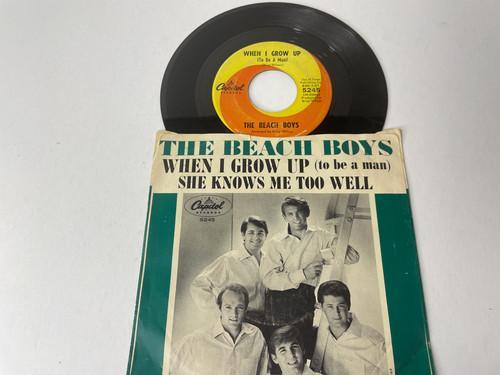 WHEN I GROW UP
(To Be A Man)
Capitol
5245
THE BEACH BOYS
THE BEACH BOYS
WHEN I GROW UP (to be a man)
SHE KNOWS ME TOO WELL
Capitol
RECORDS
5245